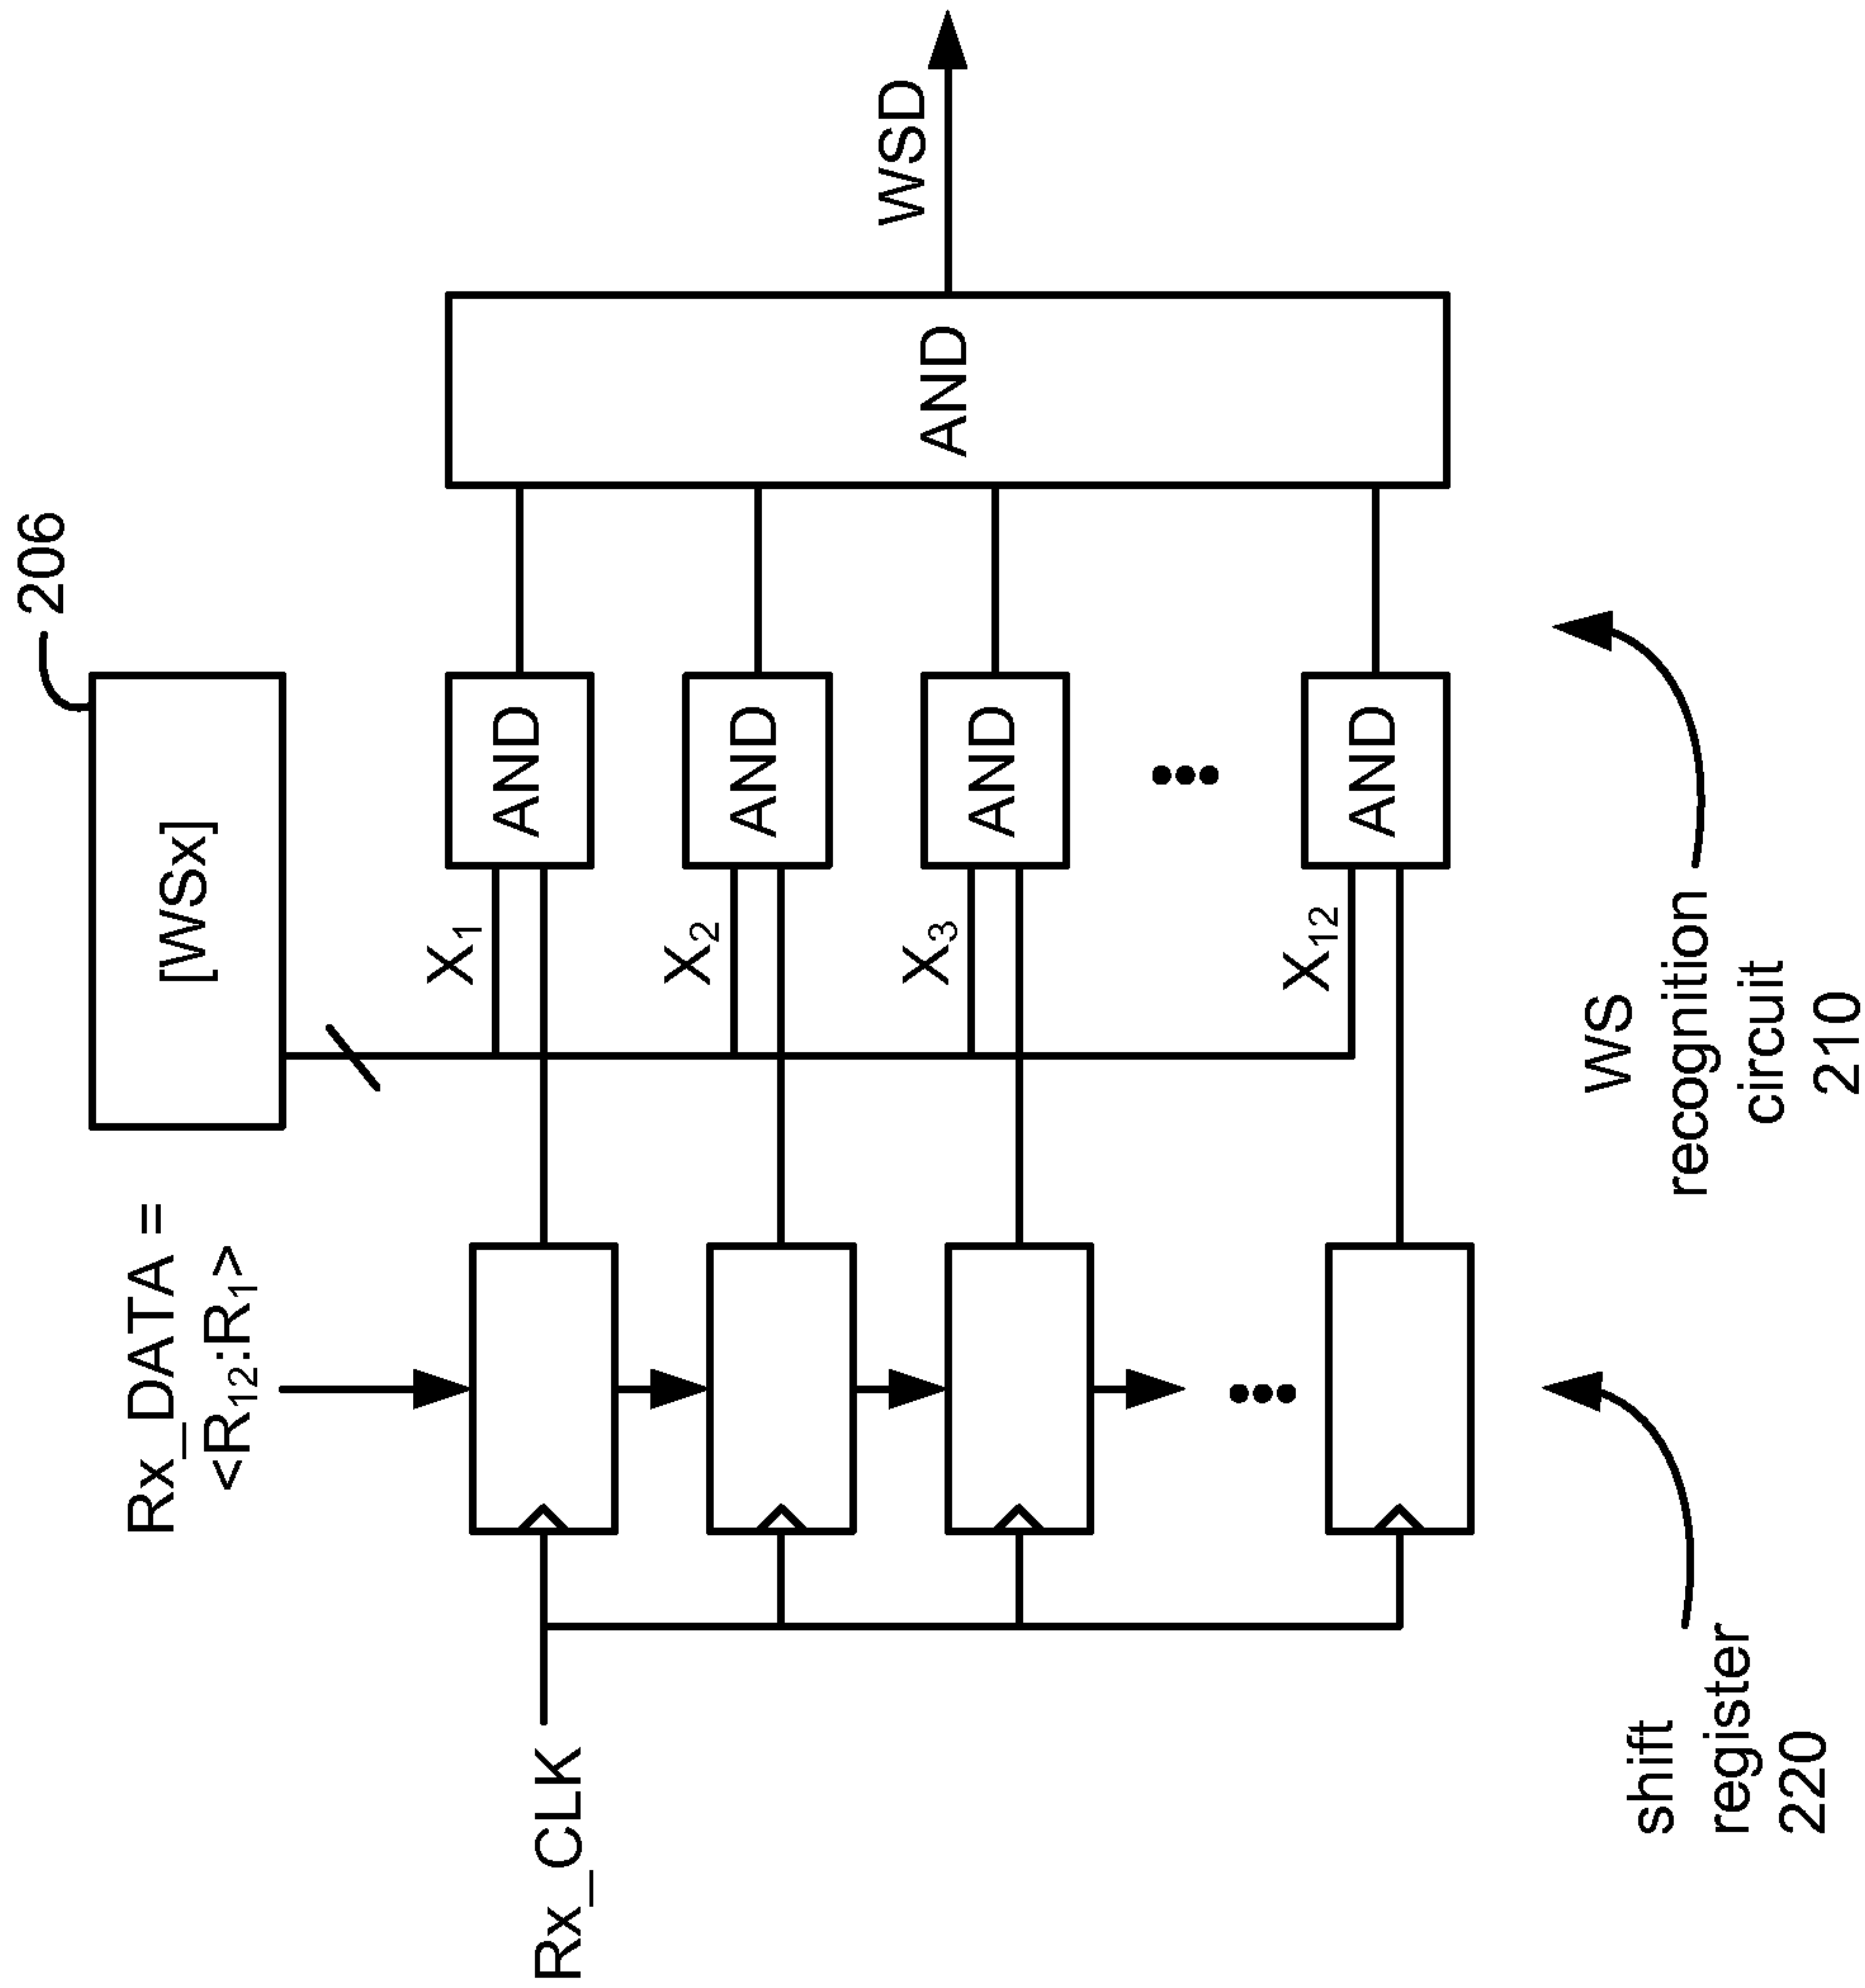 206
[WSx]
Rx_DATA =
<R12:R1>
X1
AND
X2
AND
X3
AND
X12
AND
AND
WSD
Rx_CLK
shift
register
220
WS
recognition
circuit
210